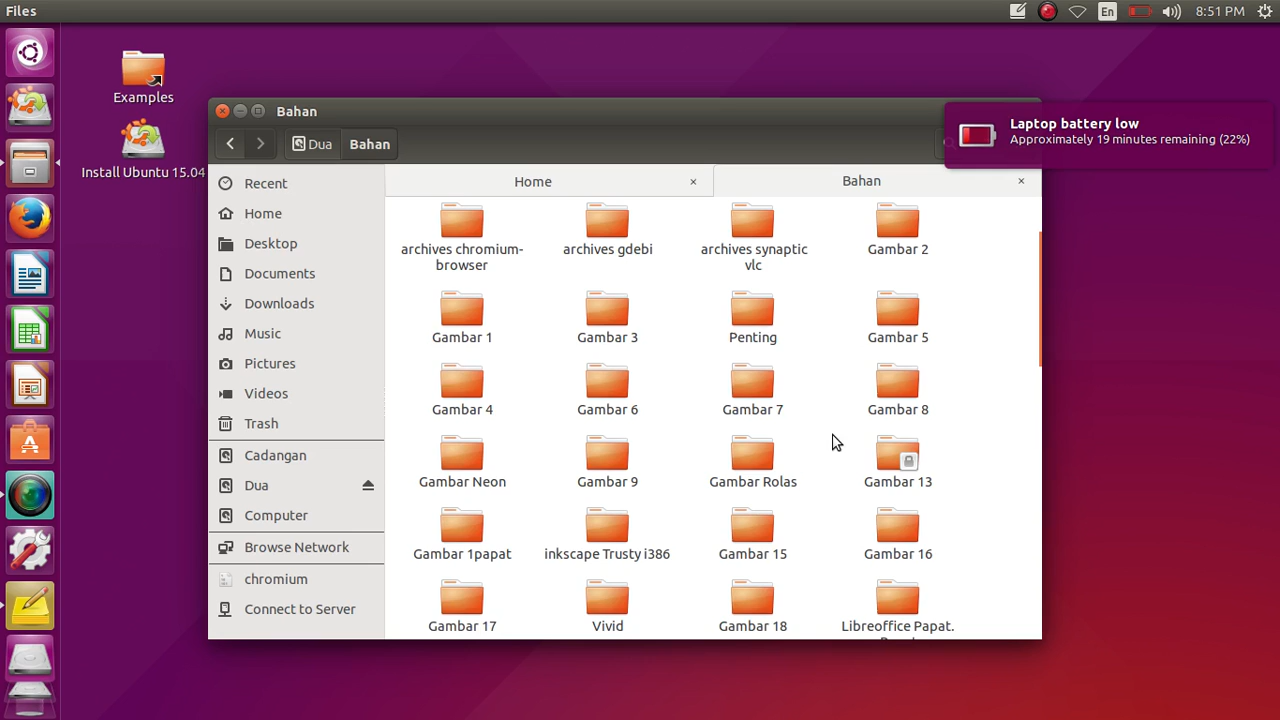 Files
En
8:51 PM
Examples
Install Ubuntu 15.04
Bahan
Laptop battery low
Approximately 19 minutes remaining (22%)
Dua
Bahan
Home
Bahan
Recent
Home
Desktop
Documents
Downloads
Music
Pictures
Videos
Trash
Cadangan
Dua
Computer
Browse Network
chromium
Connect to Server
archives chromium-
browser
archives gdebi
archives synaptic
vlc
Gambar 2
Gambar 1
Gambar 3
Penting
Gambar 5
Gambar 4
Gambar 6
Gambar 7
Gambar 8
Gambar Neon
Gambar 9
Gambar Rolas
Gambar 13
Gambar 1papat
inkscape Trusty i386
Gambar 15
Gambar 16
Gambar 17
Vivid
Gambar 18
Libreoffice Papat.